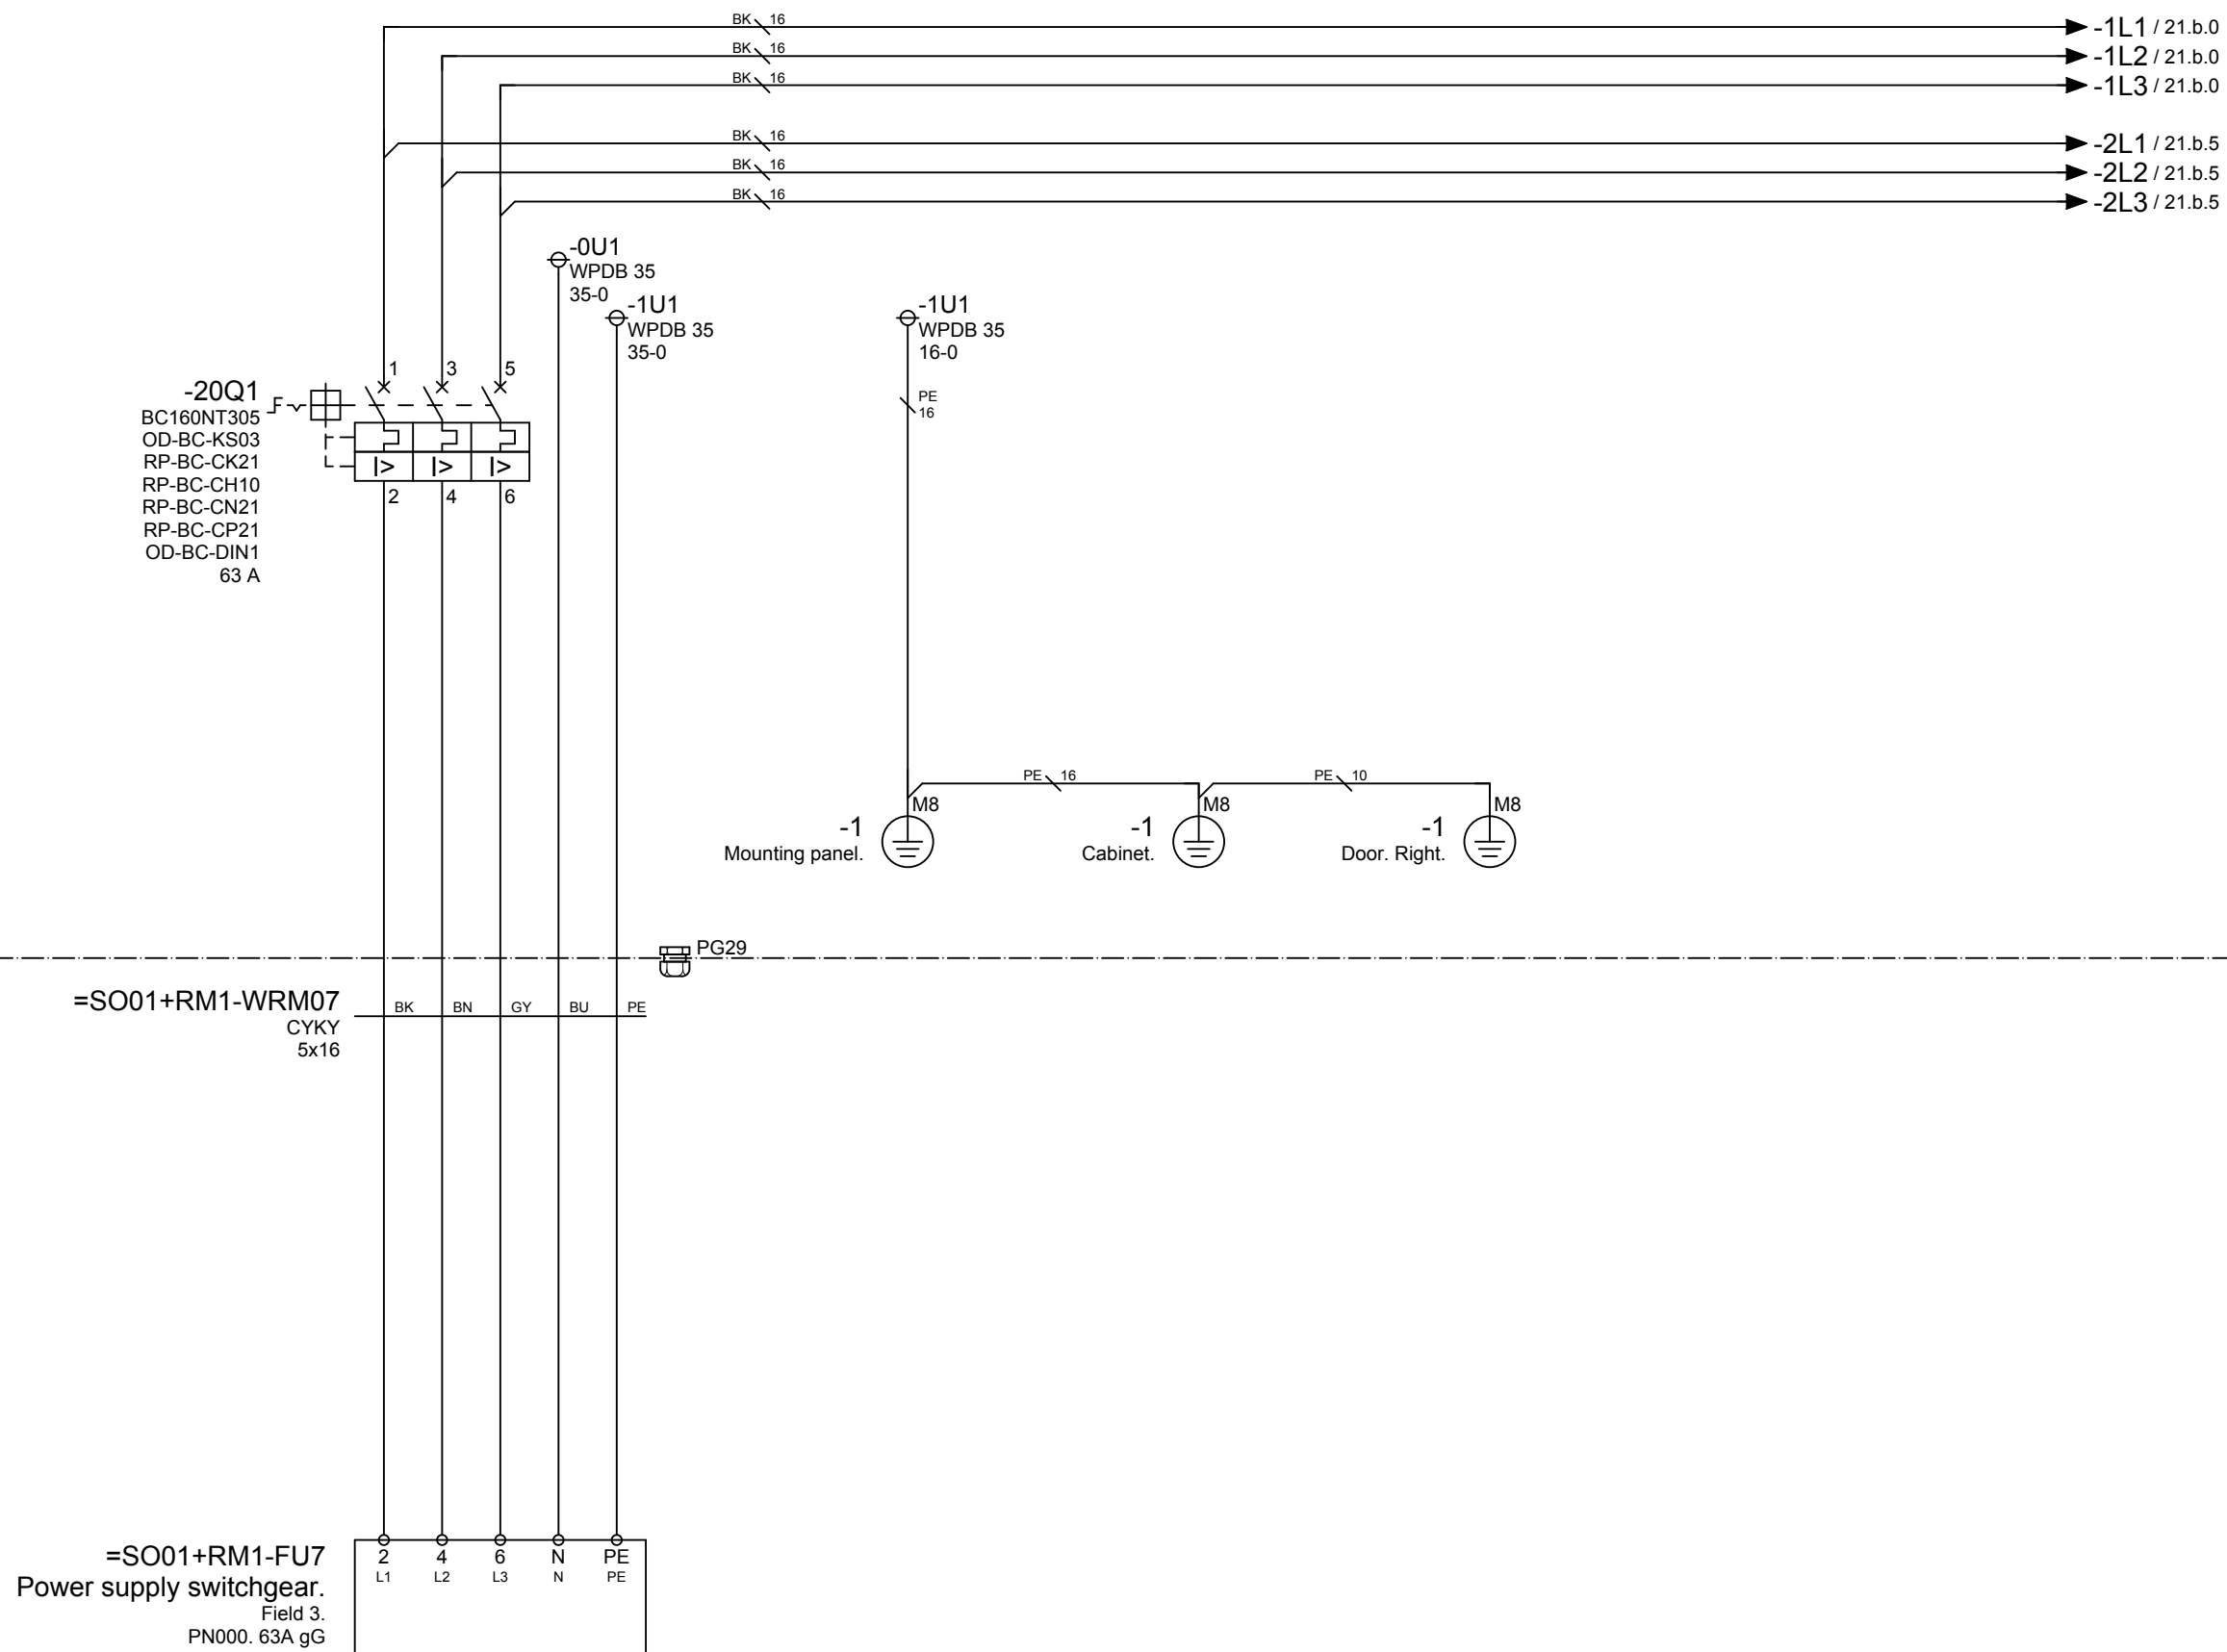 BK 16 -1L1 / 21.b.0
BK 16 -1L2 / 21.b.0
BK 16 -1L3 / 21.b.0
BK 16 -2L1 / 21.b.5
BK 16 -2L2 / 21.b.5
BK 16 -2L3 / 21.b.5
-0U1
WPDB 35
35-0
-1U1
WPDB 35
35-0
-1U1
WPDB 35
16-0
PE
16
1 3 5
-20Q1
BC160NT305
OD-BC-KS03
RP-BC-CK21
RP-BC-CH10
RP-BC-CN21
RP-BC-CP21
OD-BC-DIN1
63 A
I> I> I>
2 4 6
PE 16
PE 10
M8
M8
M8
-1
Mounting panel.
-1
Cabinet.
-1
Door. Right.
PG29
=SO01+RM1-WRM07
CYKY
5x16
BK BN GY BU PE
=SO01+RM1-FU7
Power supply switchgear.
Field 3.
PN000. 63A gG
2 4 6 N PE
L1 L2 L3 N PE